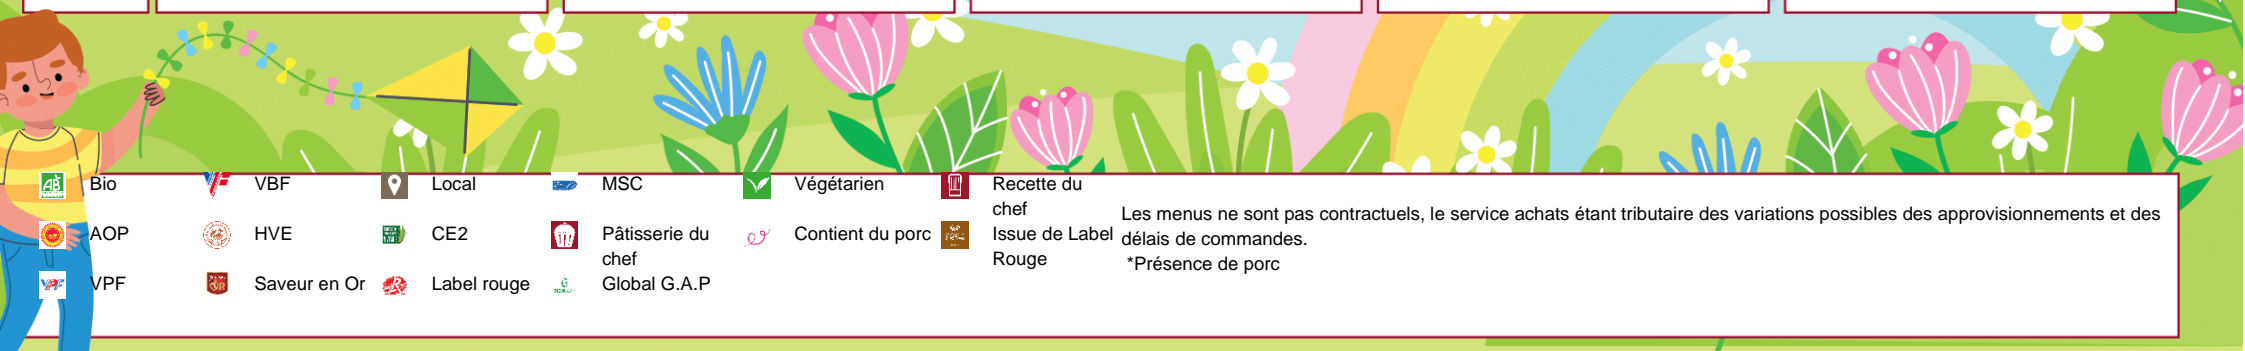 Bio
VBF
Local
MSC
Végétarien
Recette du
chef
AOP
HVE
CE2
Pâtisserie du
chef
Contient du porc
Issue de Label
Rouge
VPF
Saveur en Or
Label rouge
Global G.A.P
Les menus ne sont pas contractuels, le service achats étant tributaire des variations possibles des approvisionnements et des
délais de commandes.
*Présence de porc